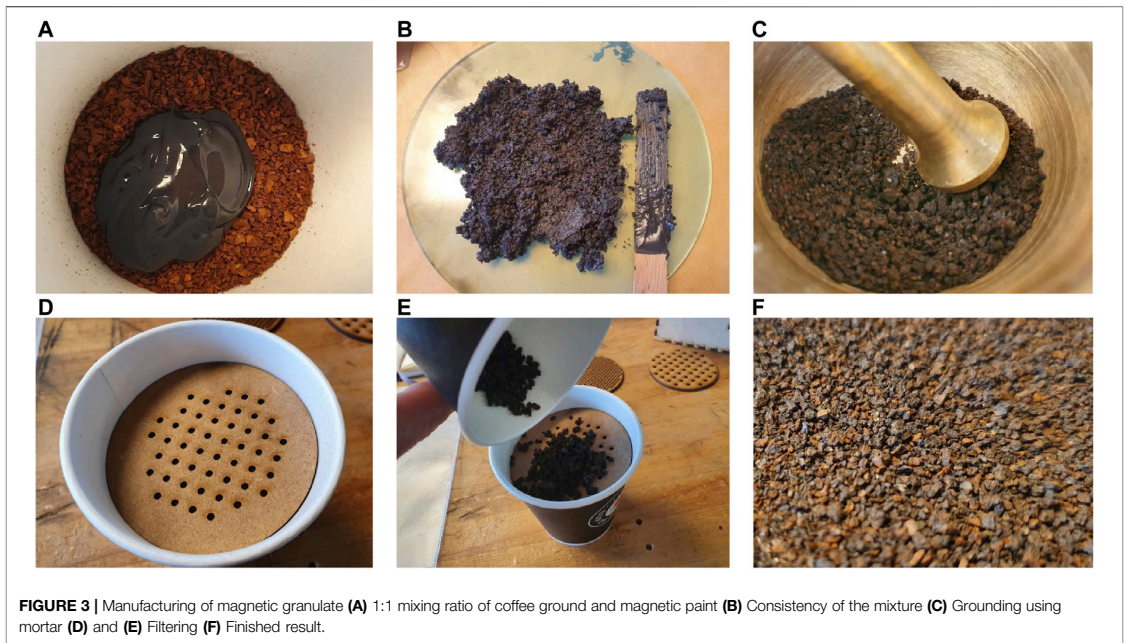 A
B
C
D
E
F
FIGURE 3 | Manufacturing of magnetic granulate (A) 1:1 mixing ratio of coffee ground and magnetic paint (B) Consistency of the mixture (C) Grounding using
mortar (D) and (E) Filtering (F) Finished result.